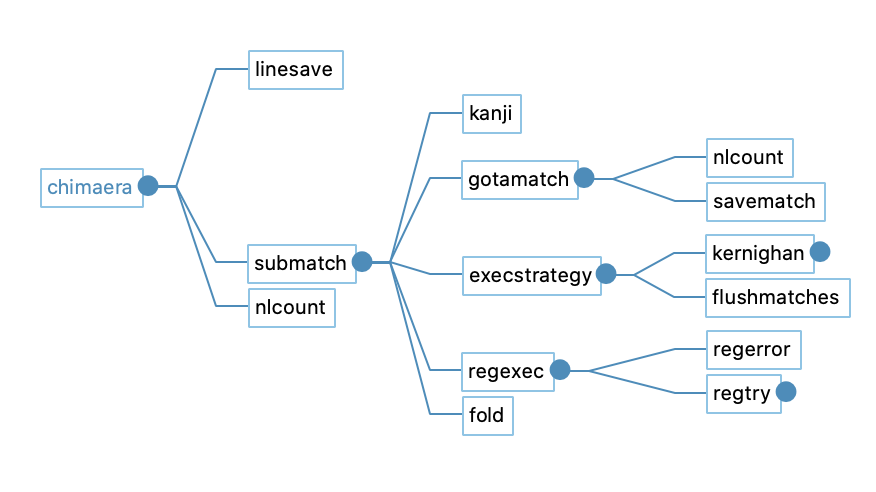 linesave
kanji
nlcount
gotamatch
chimaera
savematch
kernighan
submatch
execstrategy
flushmatches
nlcount
regerror
regexec
regtry
fold